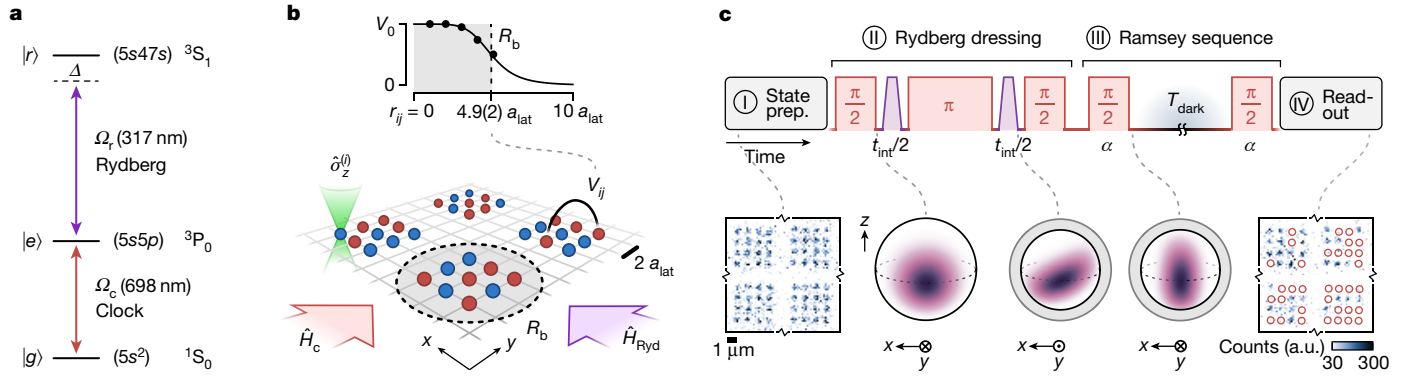 a
|r⟩ (5s47s) ³S₁
Δ
Ωᵣ (317 nm)
Rydberg
|e⟩ (5s5p) ³P₀
Ω_c (698 nm)
Clock
|g⟩ (5s²) ¹S₀
b
V₀
R_b
0
r_ij = 0 4.9(2) a_lat 10 a_lat
σ̂_z^(i)
V_ij
2 a_lat
R_b
Ĥ_c
x y
Ĥ_Ryd
c
II Rydberg dressing III Ramsey sequence
I State prep.
π/2 π π/2 π/2 T_dark π/2
IV Read-out
t_int/2 t_int/2 α α
Time
z
1 μm
x y
x y
x y
Counts (a.u.)
30 300